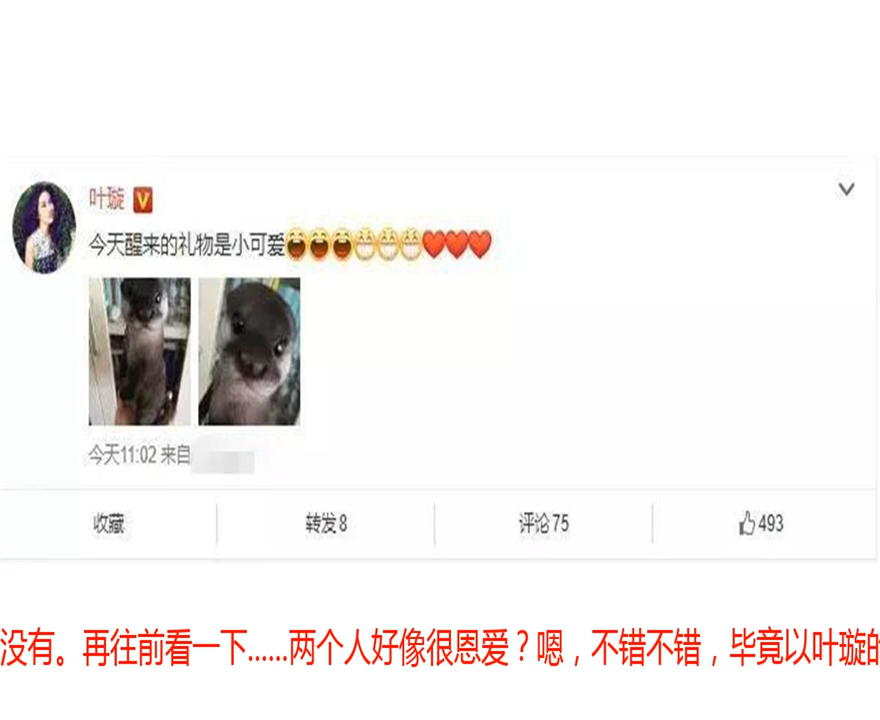 叶璇 V
今天醒来的礼物是小可爱
今天11:02 来自
收藏 转发 8 评论 75 493
没有。再往前看一下......两个人好像很恩爱？嗯，不错不错，毕竟以叶璇的